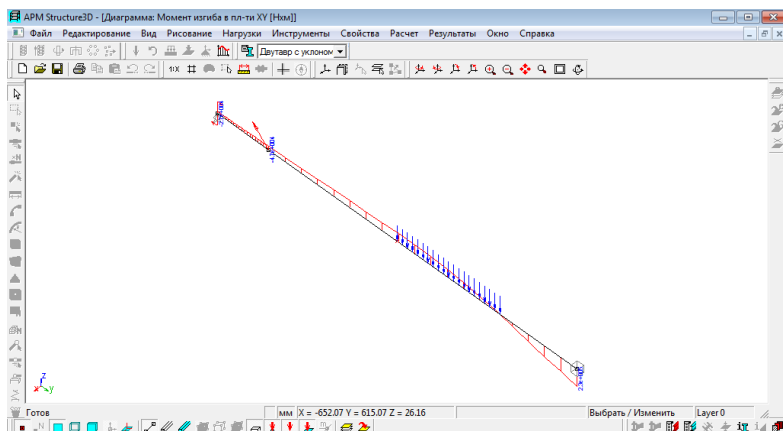 APM Structure3D - [Диаграмма: Момент изгиба в пл-ти XY [Нхм]]
Файл Редактирование Вид Рисование Нагрузки Инструменты Свойства Расчет Результаты Окно Справка
Двутавр с уклоном
Z
X Y
Готов мм X = -652.07 Y = 615.07 Z = 26.16 Выбрать / Изменить Layer 0